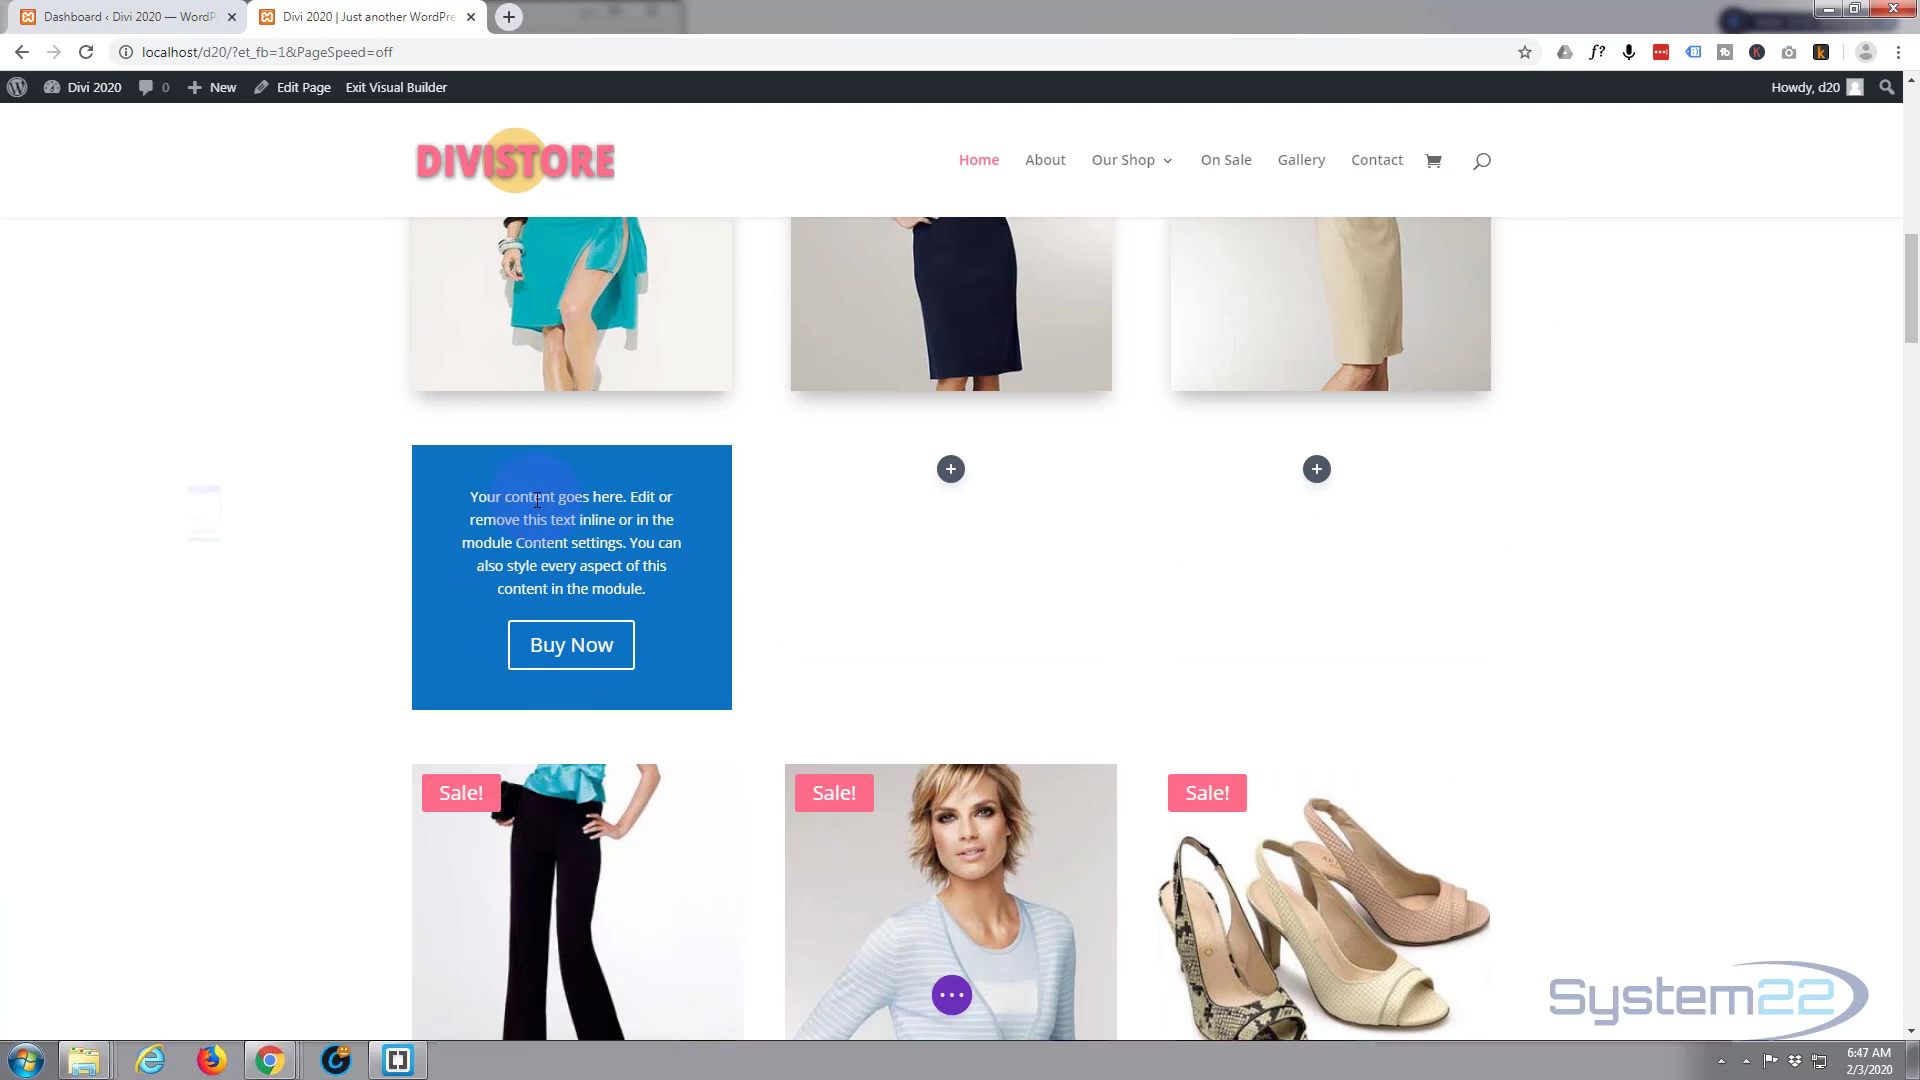 Dashboard ‹ Divi 2020 — WordP
Divi 2020 | Just another WordPre
localhost/d20/?et_fb=1&PageSpeed=off
Divi 2020
0
New
Edit Page
Exit Visual Builder
Howdy, d20
DIVISTORE
Home
About
Our Shop
On Sale
Gallery
Contact
Your content goes here. Edit or
remove this text inline or in the
module Content settings. You can
also style every aspect of this
content in the module.
Buy Now
Sale!
Sale!
Sale!
System22
6:47 AM
2/3/2020